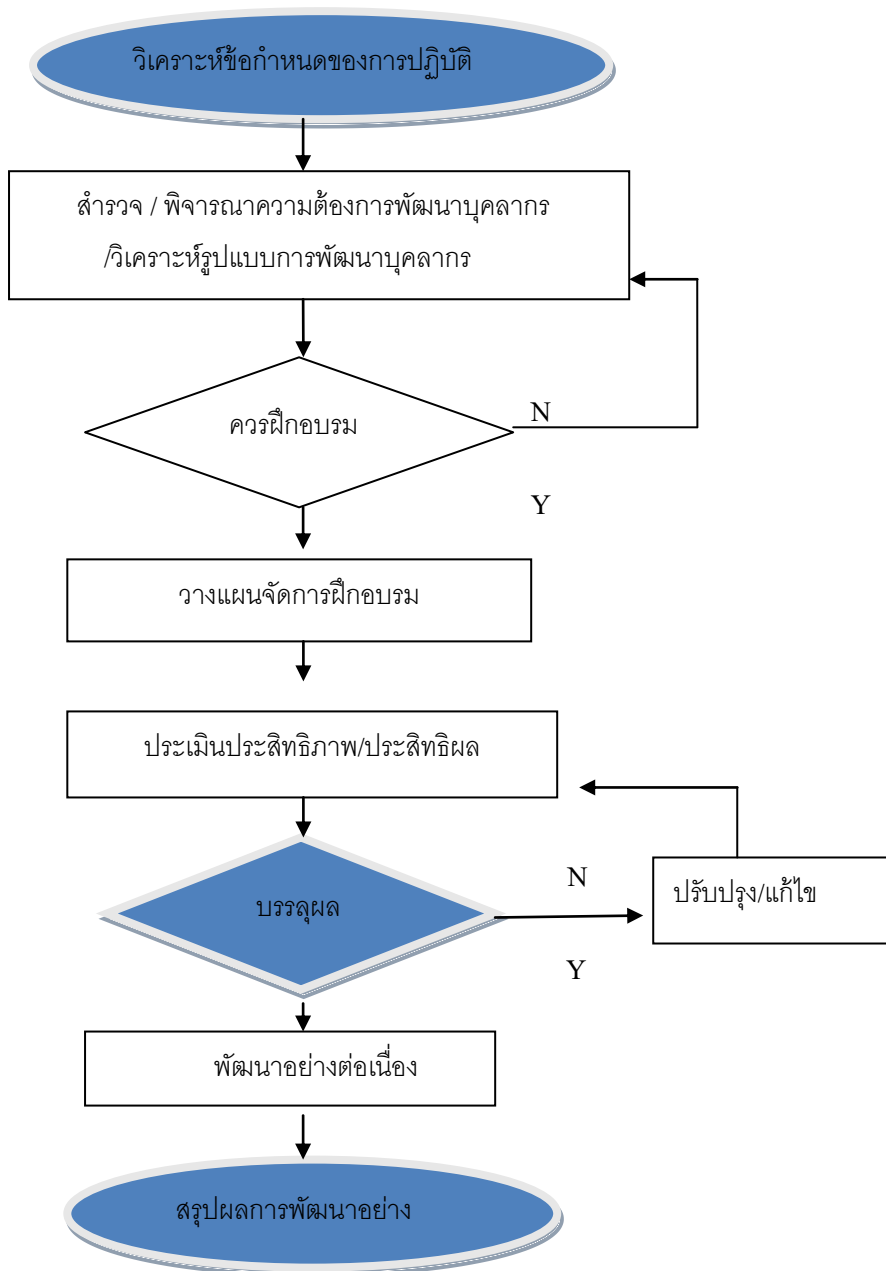 วิเคราะห์ข้อกำหนดของการปฏิบัติ
สำรวจ / พิจารณาความต้องการพัฒนาบุคลากร
/วิเคราะห์รูปแบบการพัฒนาบุคลากร
ควรฝึกอบรม
N
Y
วางแผนจัดการฝึกอบรม
ประเมินประสิทธิภาพ/ประสิทธิผล
บรรลุผล
N
ปรับปรุง/แก้ไข
Y
พัฒนาอย่างต่อเนื่อง
สรุปผลการพัฒนาอย่าง